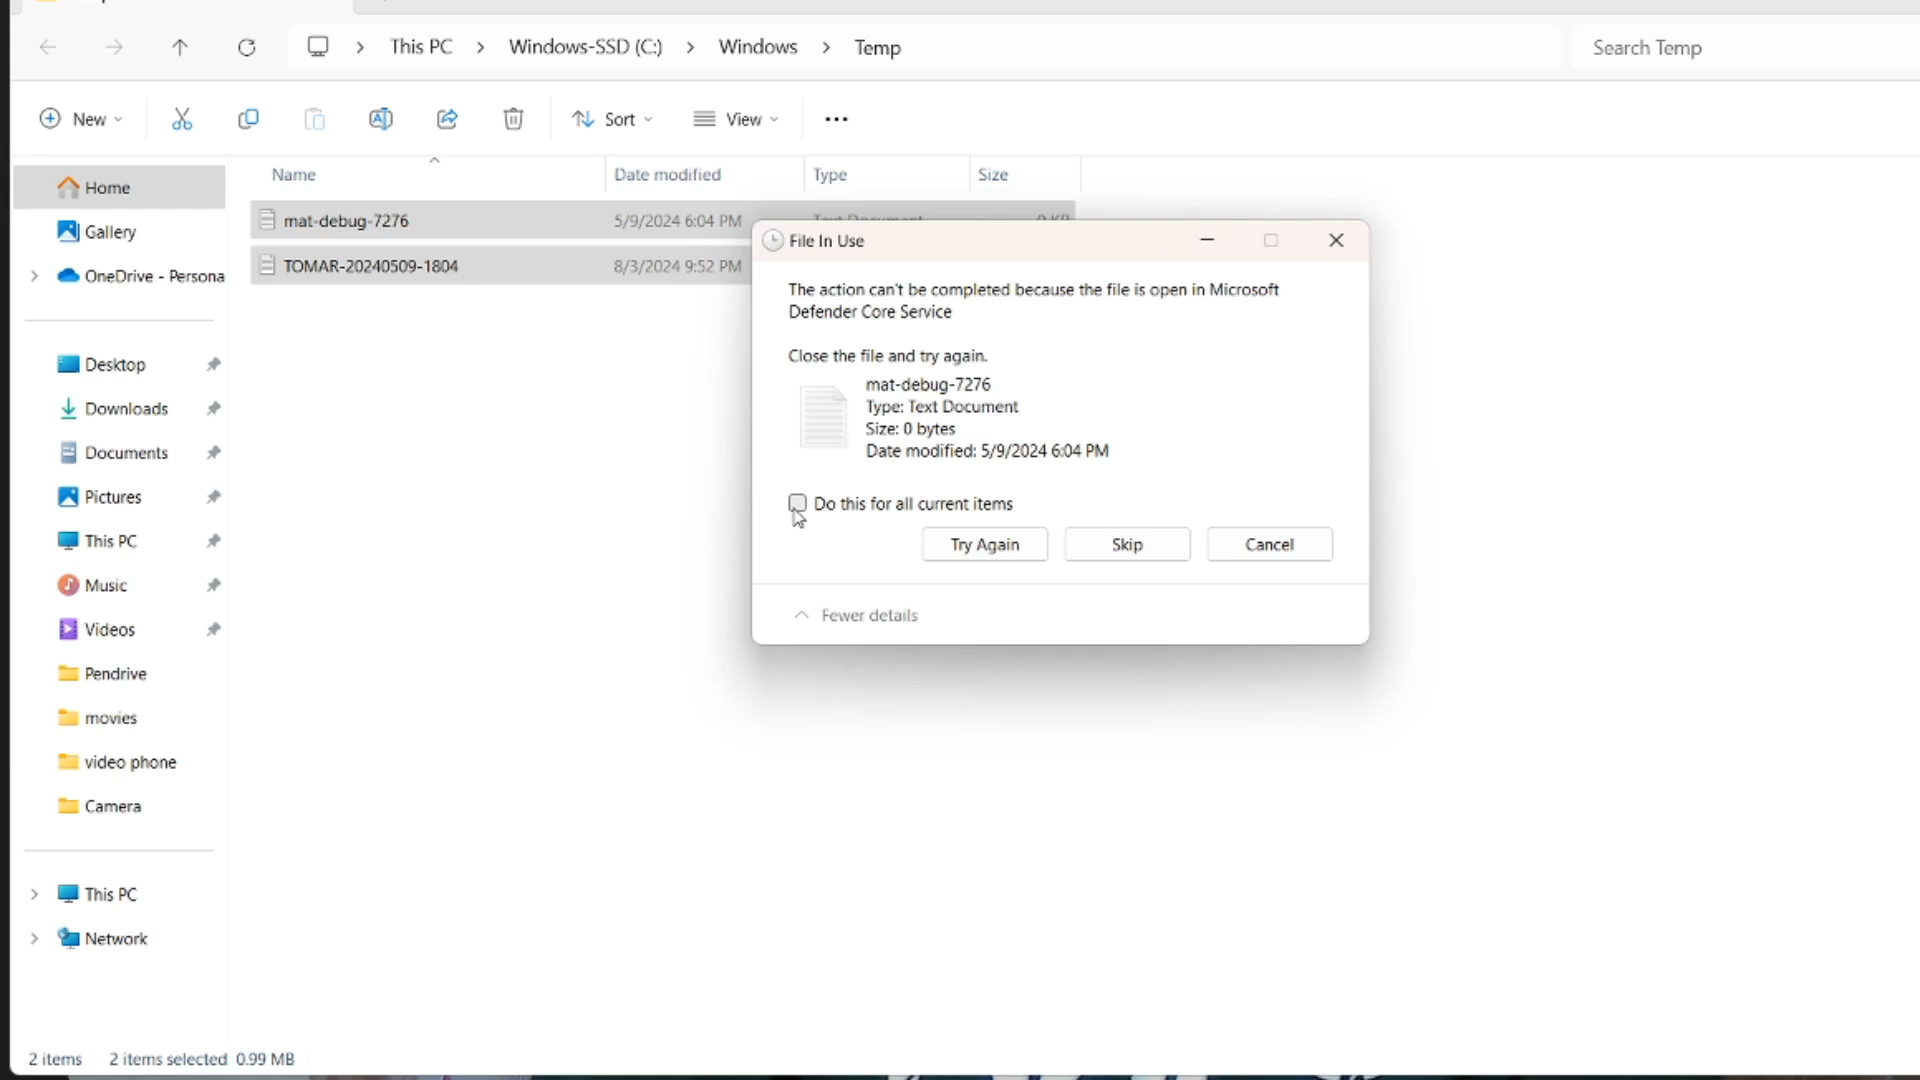 This PC > Windows-SSD (C:) > Windows > Temp
Search Temp
New
Sort
View
Name
Date modified
Type
Size
mat-debug-7276
5/9/2024 6:04 PM
TOMAR-20240509-1804
8/3/2024 9:52 PM
Home
Gallery
OneDrive - Persona
Desktop
Downloads
Documents
Pictures
This PC
Music
Videos
Pendrive
movies
video phone
Camera
This PC
Network
File In Use
The action can't be completed because the file is open in Microsoft
Defender Core Service
Close the file and try again.
mat-debug-7276
Type: Text Document
Size: 0 bytes
Date modified: 5/9/2024 6:04 PM
Do this for all current items
Try Again
Skip
Cancel
Fewer details
2 items
2 items selected 0.99 MB